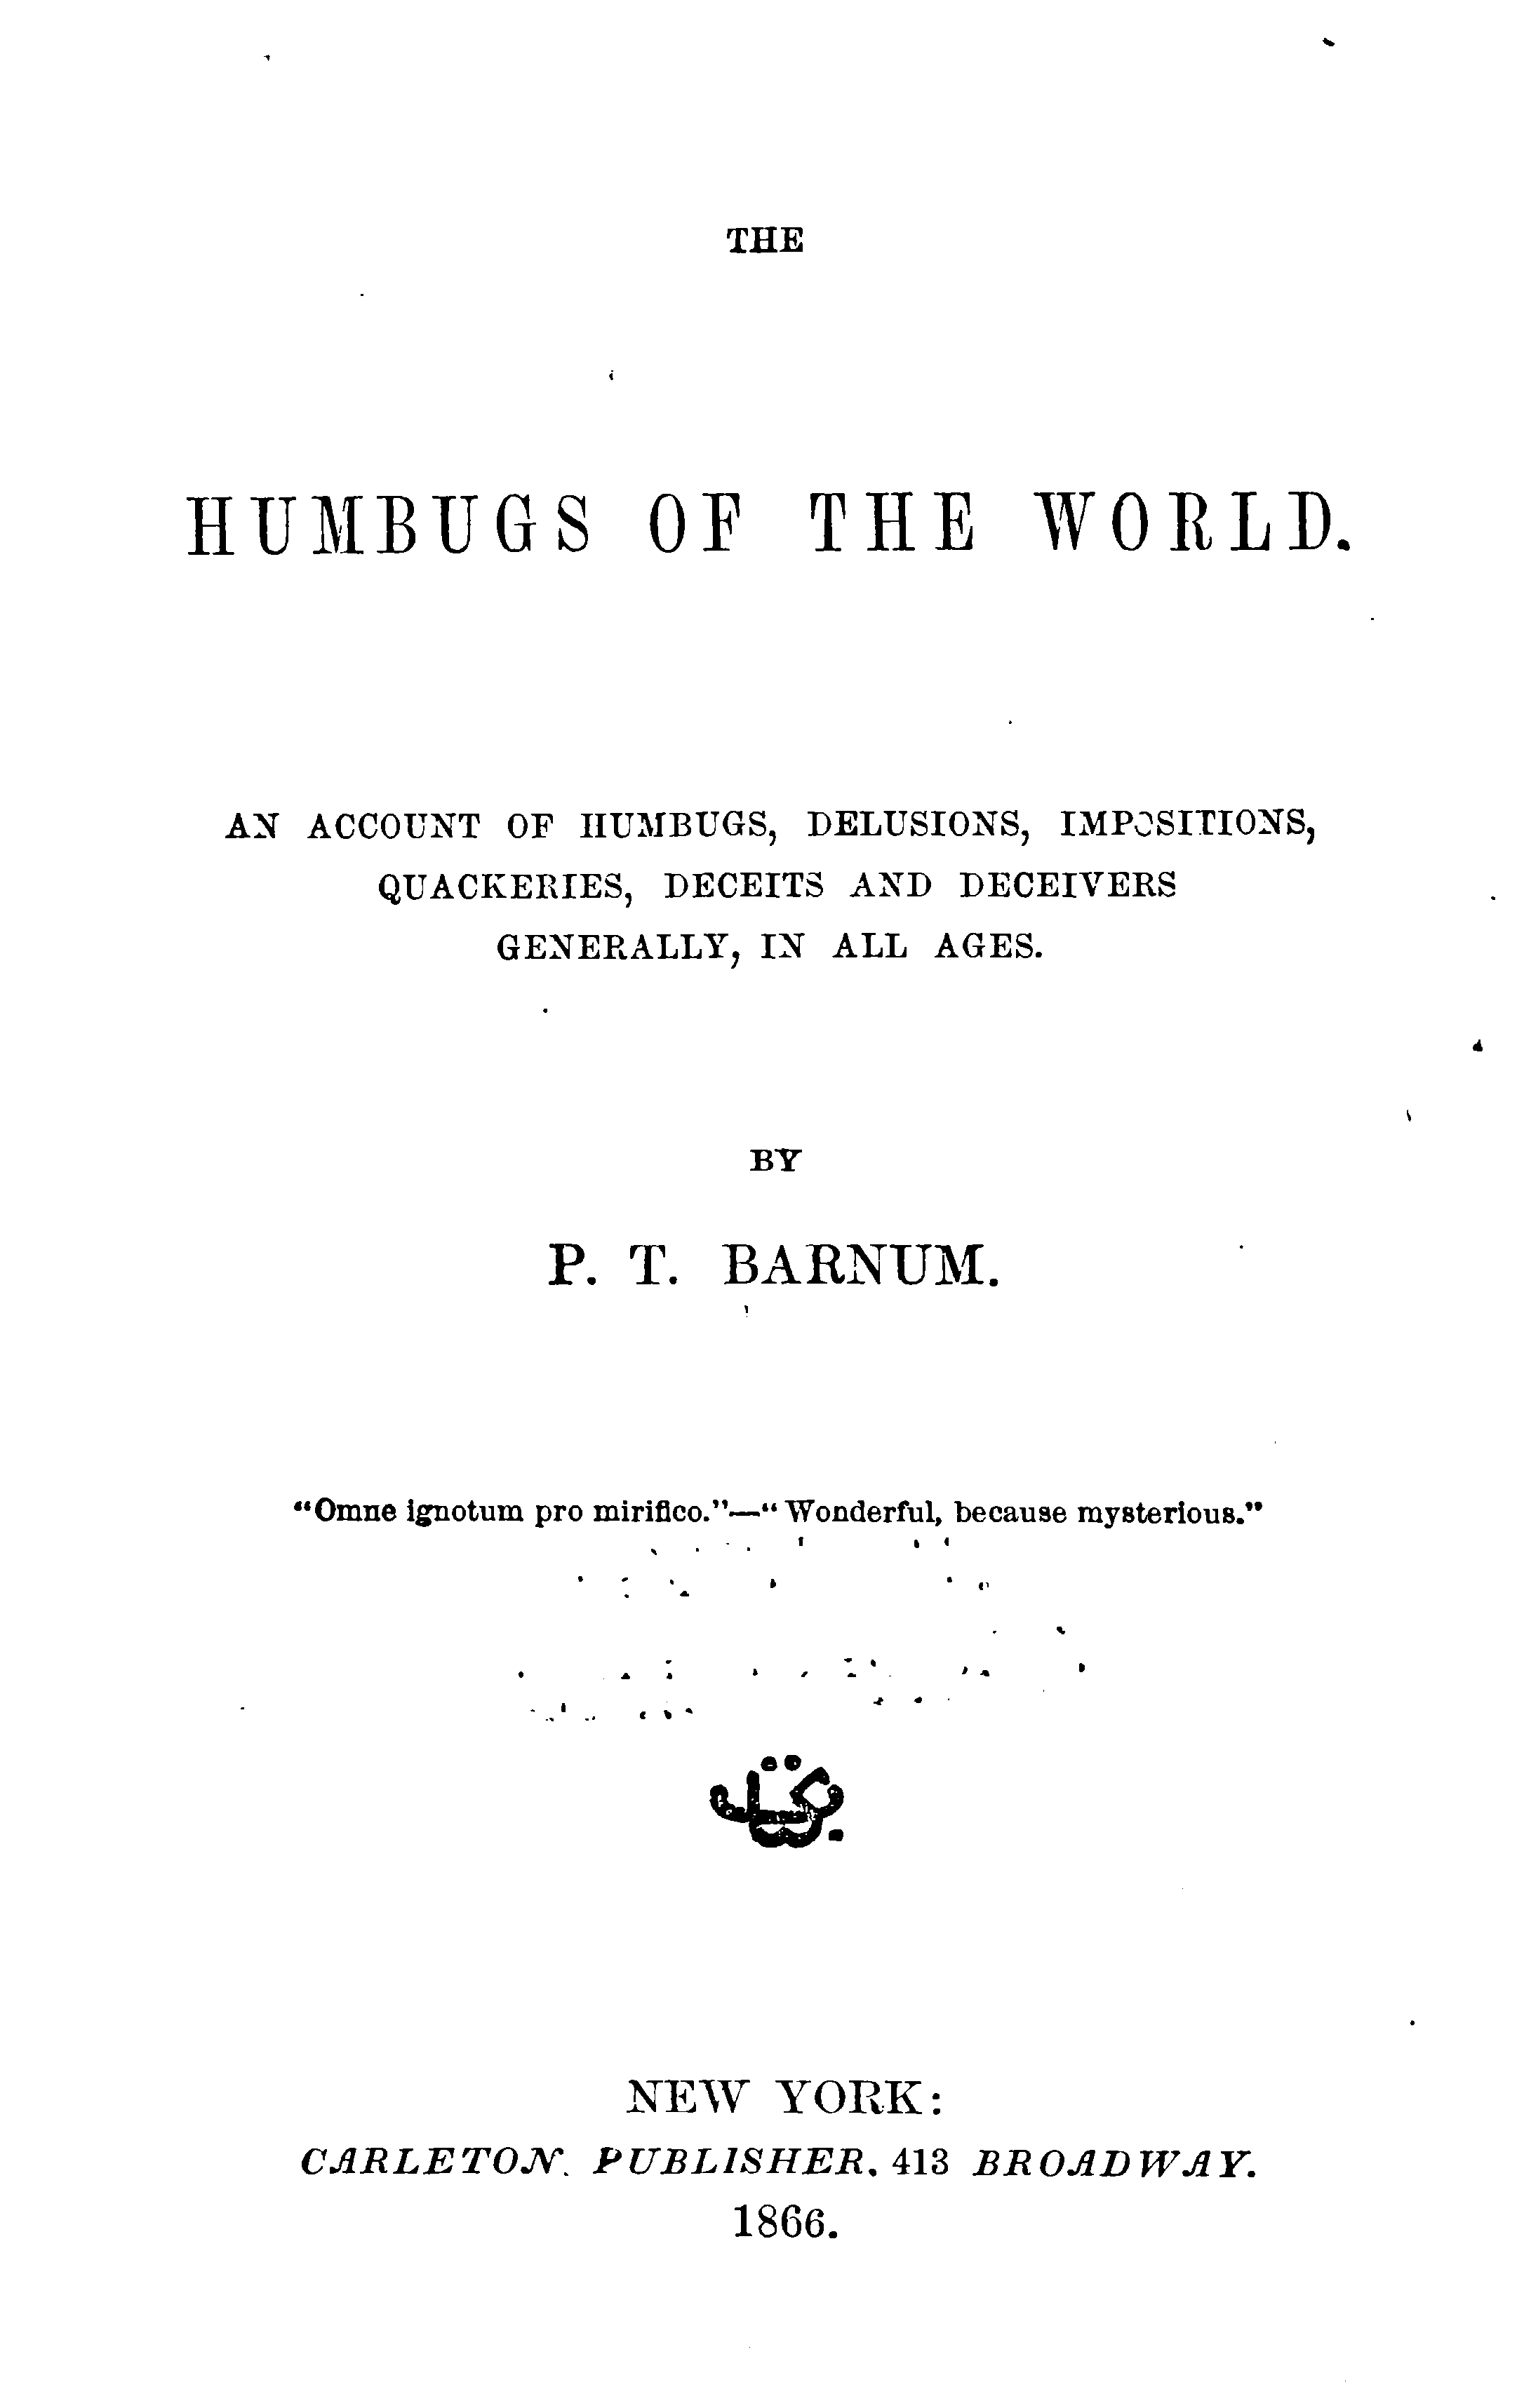 THE
HUMBUGS OF THE WORLD.
AN ACCOUNT OF HUMBUGS, DELUSIONS, IMPOSITIONS,
QUACKERIES, DECEITS AND DECEIVERS
GENERALLY, IN ALL AGES.
BY
P. T. BARNUM.
"Omne ignotum pro mirifico."—"Wonderful, because mysterious."
NEW YORK:
CARLETON. PUBLISHER. 413 BROADWAY.
1866.